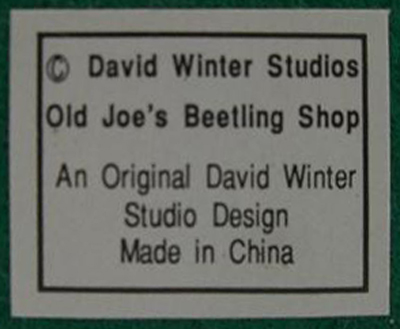 © David Winter Studios
Old Joe's Beetling Shop
An Original David Winter
Studio Design
Made in China